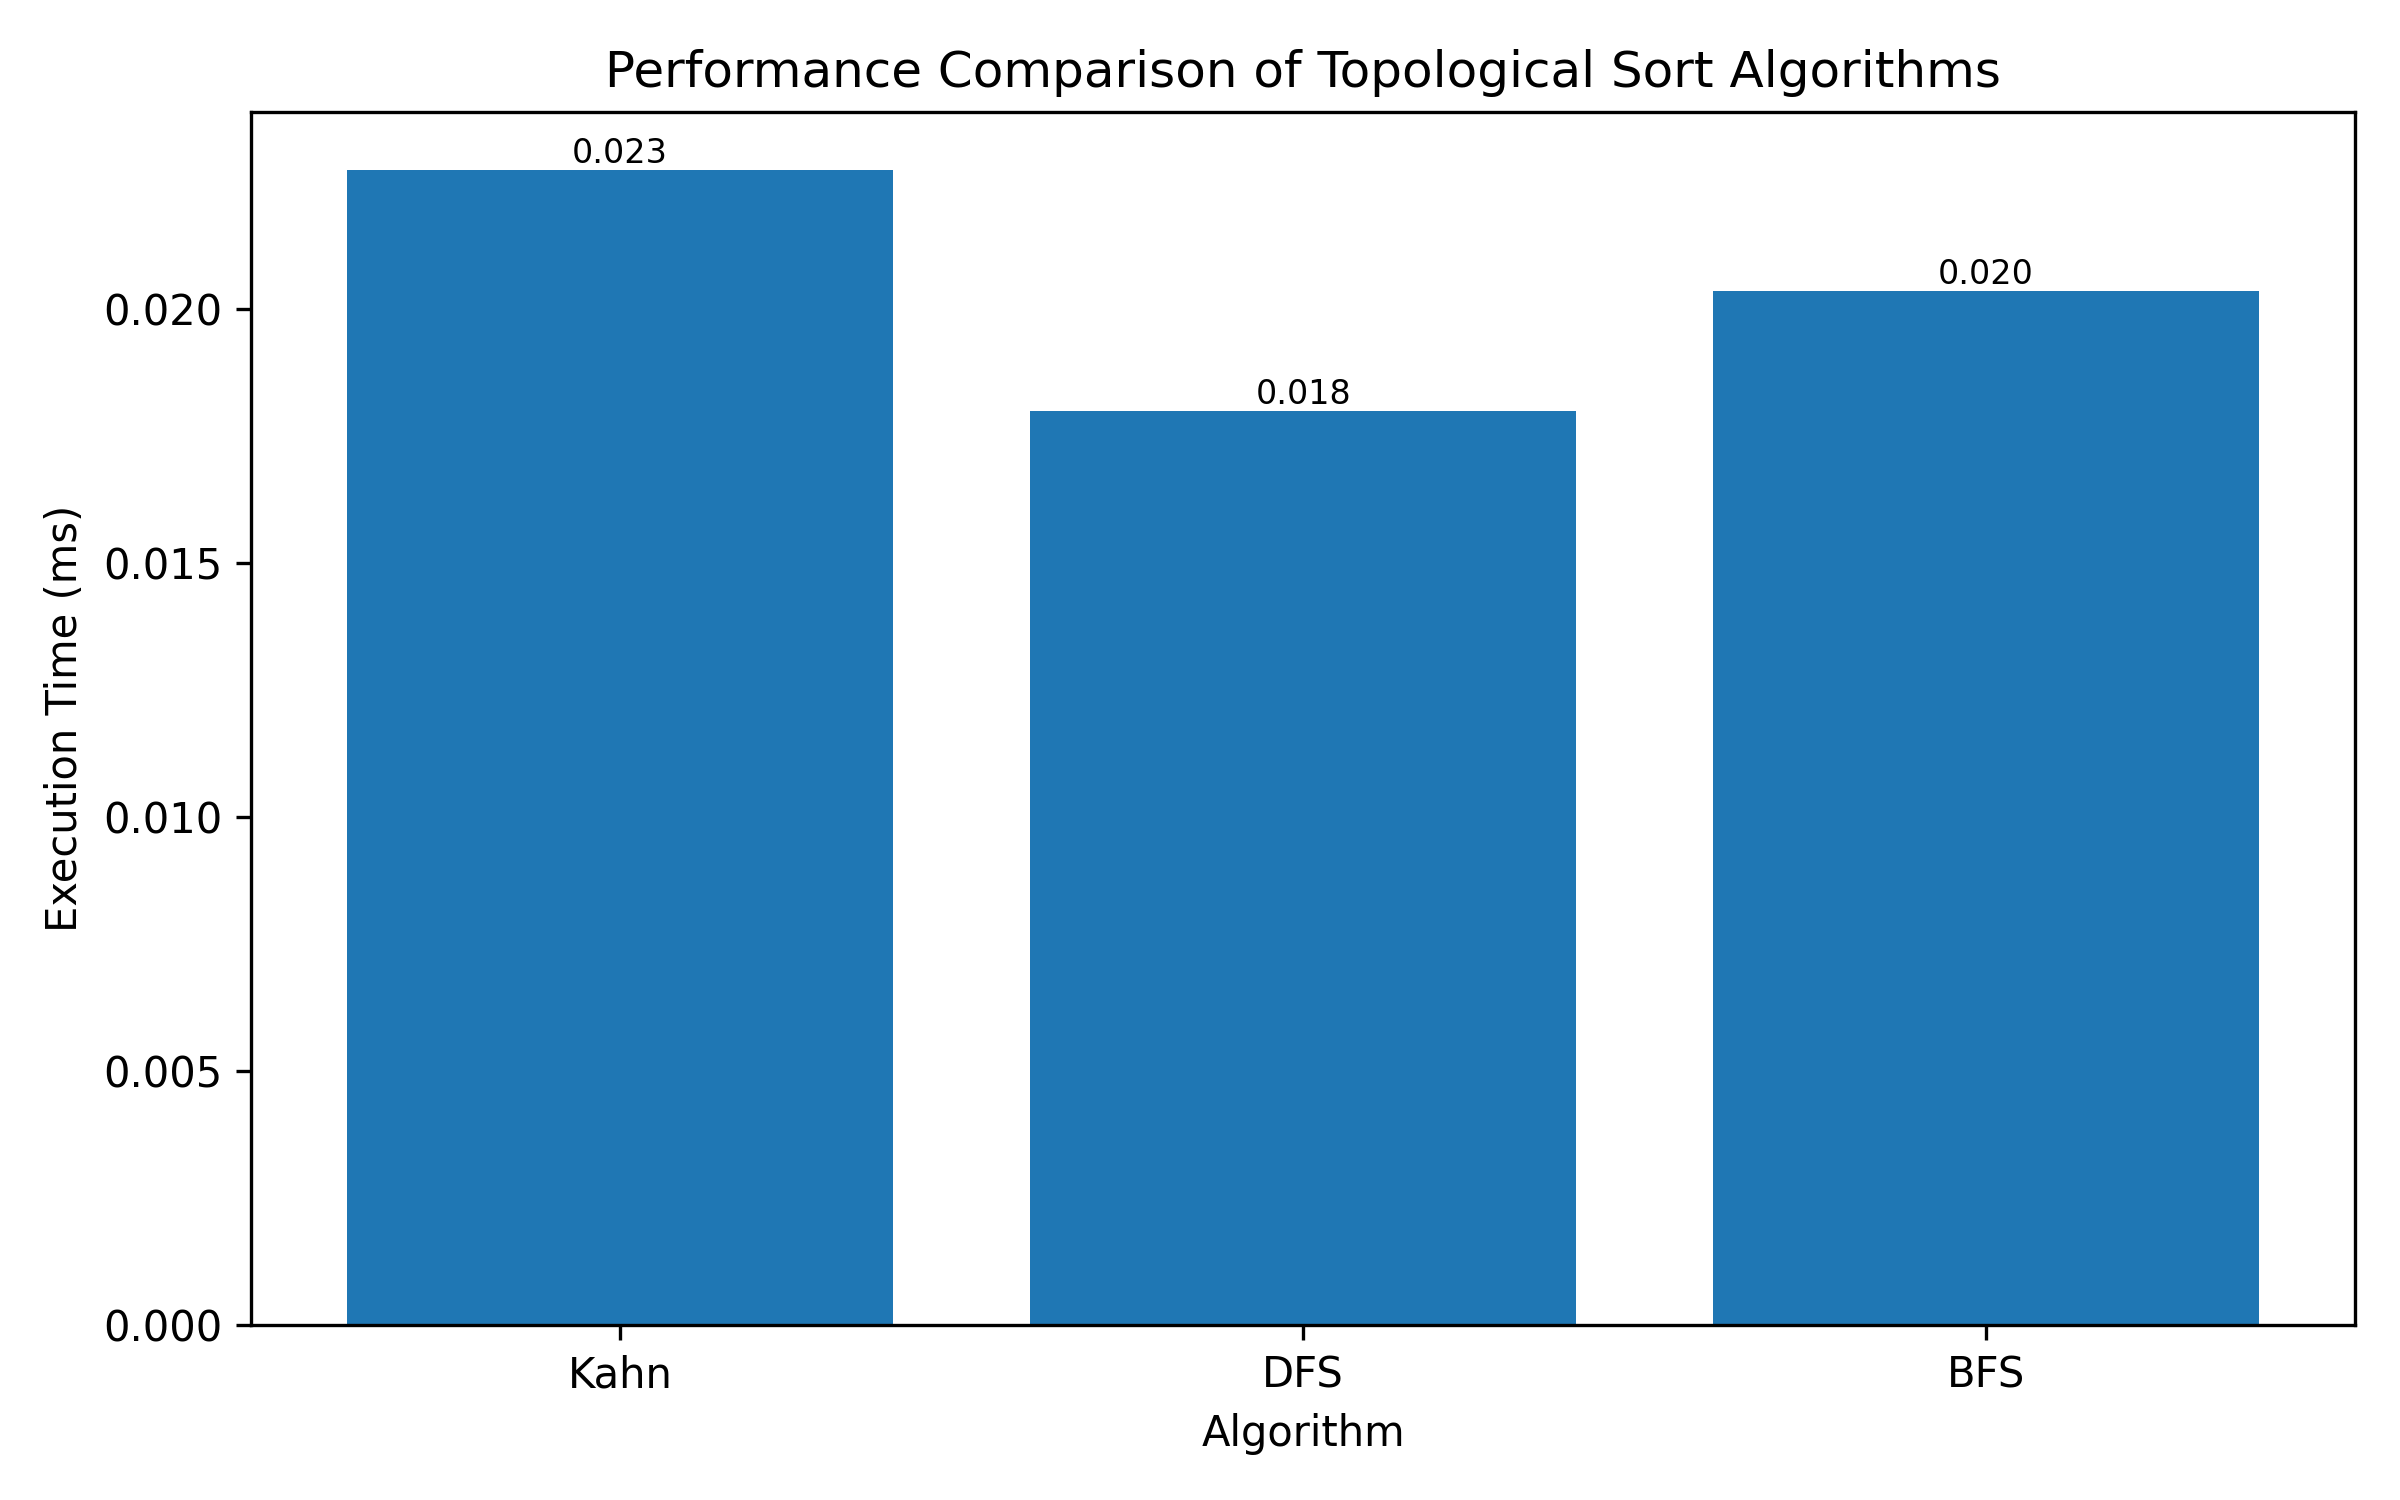 Performance Comparison of Topological Sort Algorithms
0.023
0.018
0.020
Execution Time (ms)
0.020
0.015
0.010
0.005
0.000
Kahn
DFS
BFS
Algorithm